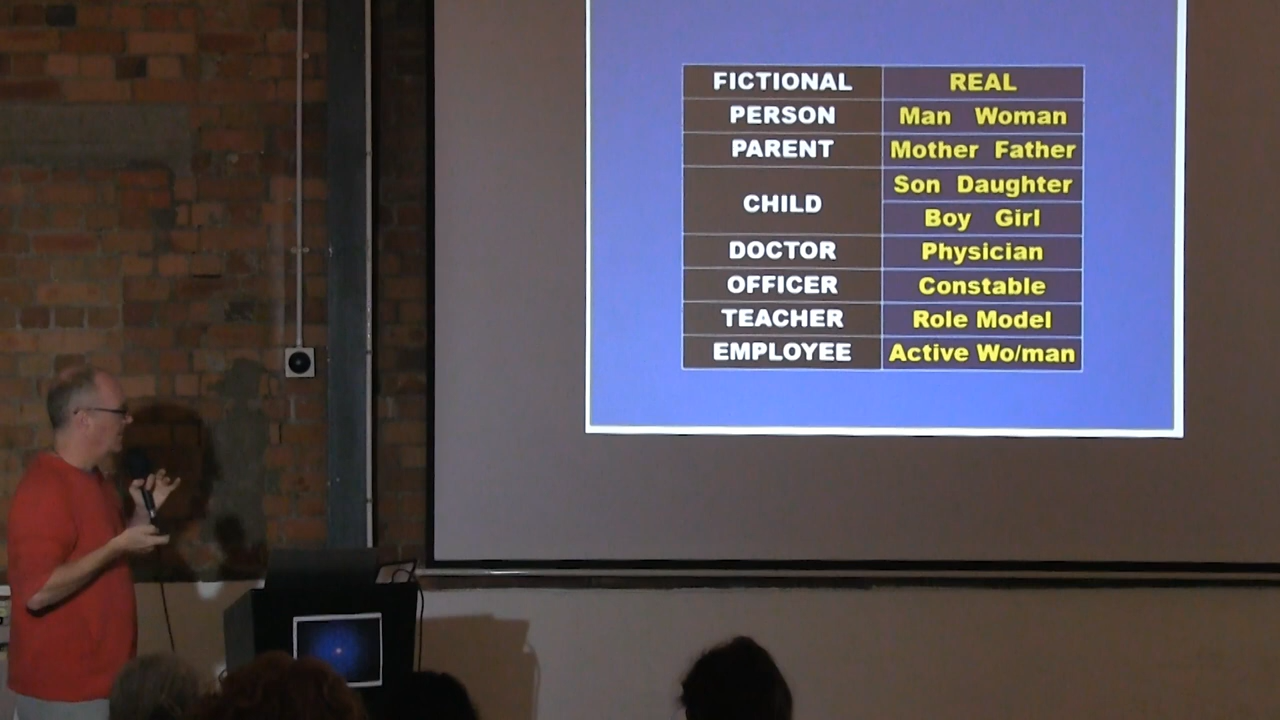 FICTIONAL REAL
PERSON Man Woman
PARENT Mother Father
CHILD Son Daughter
Boy Girl
DOCTOR Physician
OFFICER Constable
TEACHER Role Model
EMPLOYEE Active Wo/man